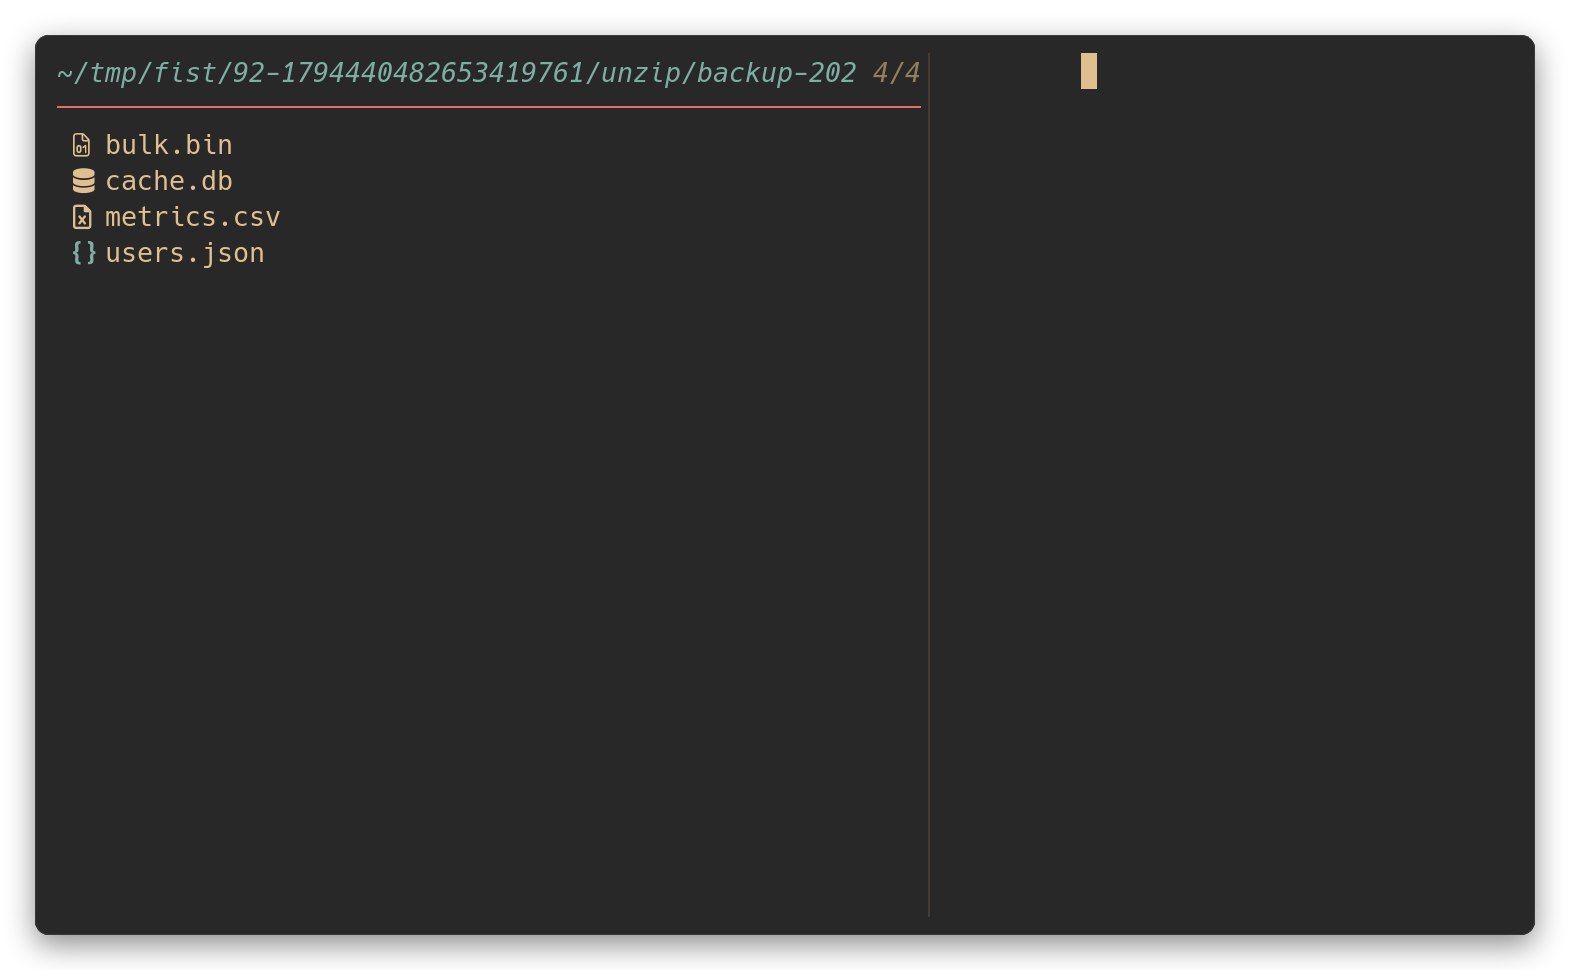 ~/tmp/fist/92-1794440482653419761/unzip/backup-202 4/4
bulk.bin
cache.db
metrics.csv
users.json